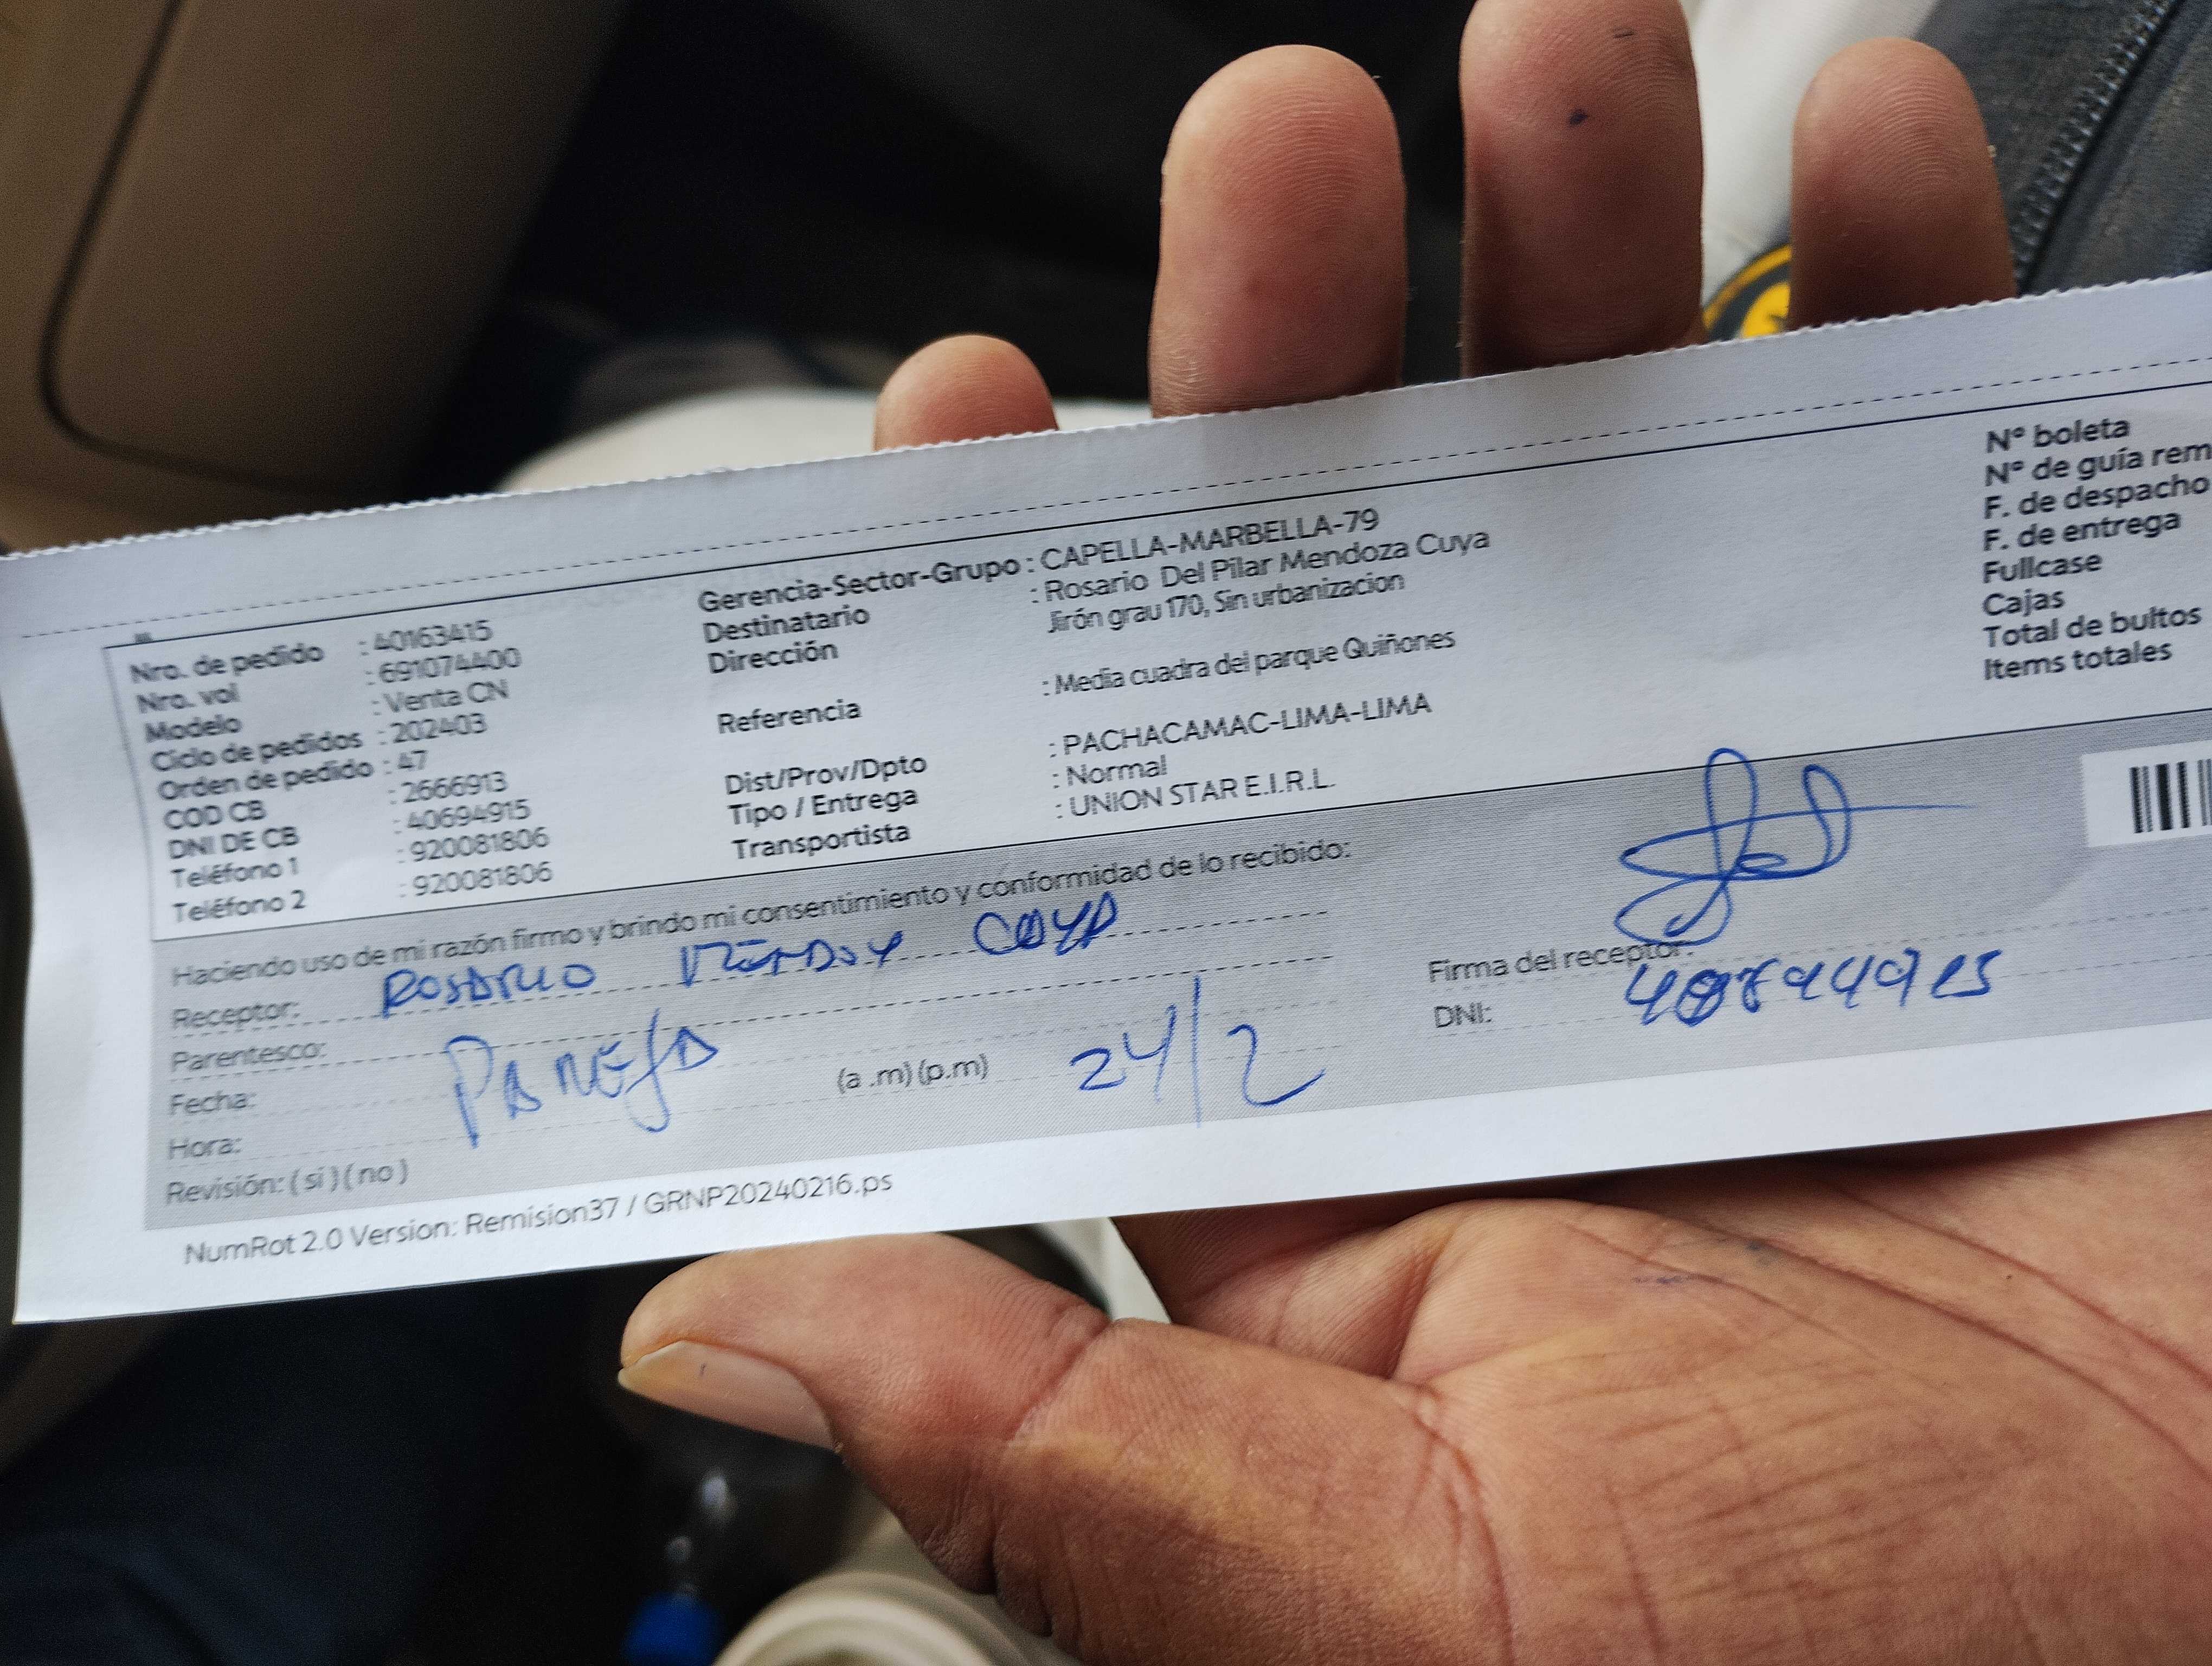 Nro. de pedido : 40163415
Nro. vol : 691074400
Modelo : Venta CN
Ciclo de pedidos : 202403
Orden de pedido : 47
COD CB : 2666913
DNI DE CB : 40694915
Teléfono 1 : 920081806
Teléfono 2 : 920081806
Gerencia-Sector-Grupo : CAPELLA-MARBELLA-79
Destinatario : Rosario Del Pilar Mendoza Cuya
Dirección Jirón grau 170, Sin urbanizacion
Referencia : Media cuadra del parque Quiñones
Dist/Prov/Dpto : PACHACAMAC-LIMA-LIMA
Tipo / Entrega : Normal
Transportista : UNION STAR E.I.R.L.
N° boleta
N° de guía rem
F. de despacho
F. de entrega
Fullcase
Cajas
Total de bultos
Items totales
Haciendo uso de mi razón firmo y brindo mi consentimiento y conformidad de lo recibido:
Receptor: ROSARIO CUYA
Parentesco: PAREJA
Fecha: 24/2
Hora: (a .m) (p.m)
Revisión: ( si ) ( no )
Firma del receptor:
DNI:
NumRot 2.0 Version: Remision37 / GRNP20240216.ps